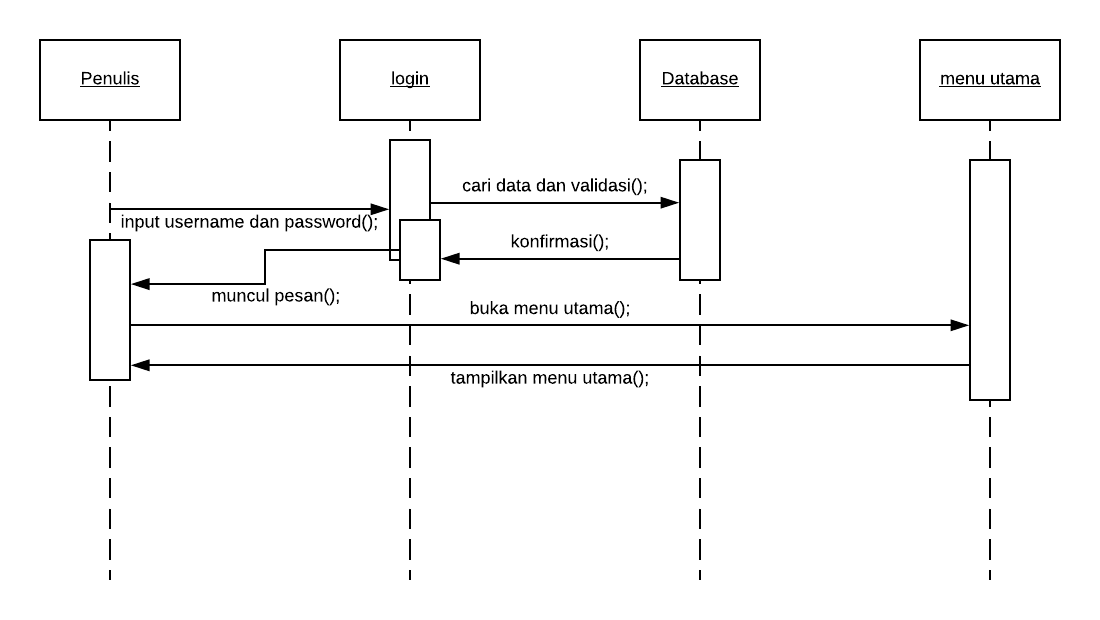 Penulis
login
Database
menu utama
cari data dan validasi();
input username dan password();
konfirmasi();
muncul pesan();
buka menu utama();
tampilkan menu utama();